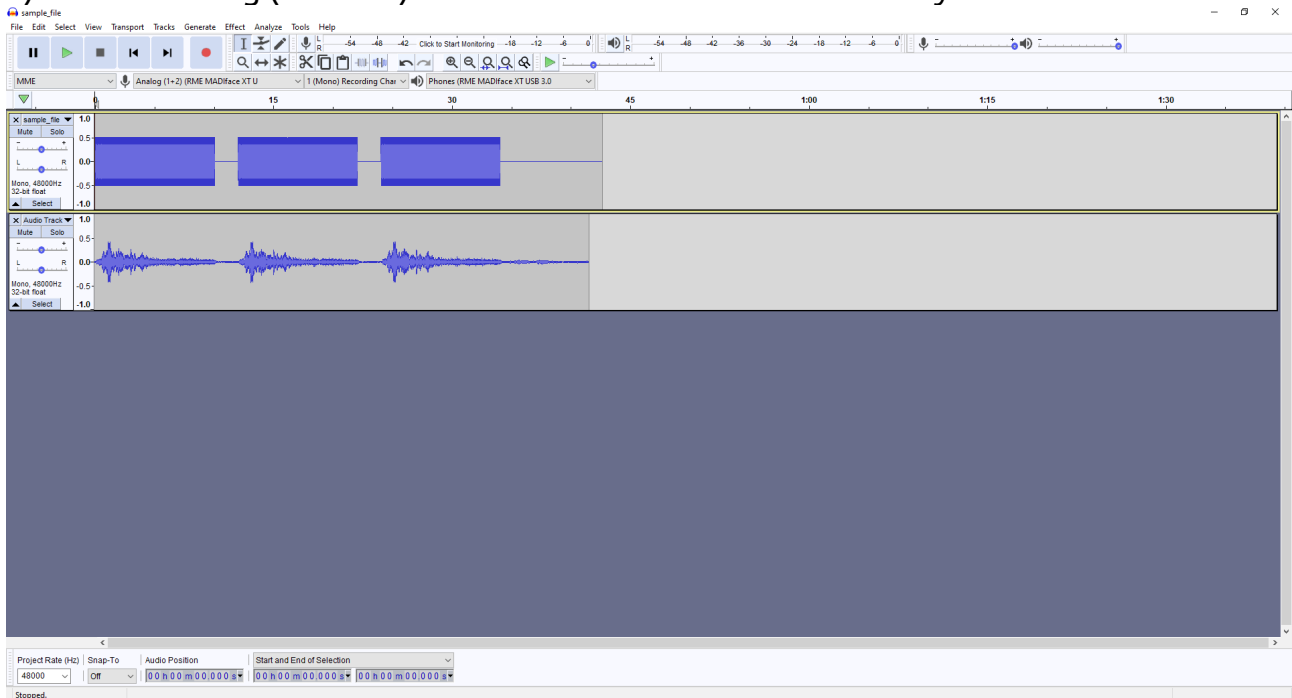 sample_file
File Edit Select View Transport Tracks Generate Effect Analyze Tools Help
L R -54 -48 -42 Click to Start Monitoring -18 -12 -6 0 L R -54 -48 -42 -36 -30 -24 -18 -12 -6 0
MME Analog (1+2) (RME MADIface XT U 1 (Mono) Recording Chan Phones (RME MADIface XT USB 3.0
0 15 30 45 1:00 1:15 1:30
X sample_file 1.0
Mute Solo 0.5
- +
L R 0.0
Mono, 48000Hz -0.5
32-bit float
Select -1.0
X Audio Track 1.0
Mute Solo 0.5
- +
L R 0.0
Mono, 48000Hz -0.5
32-bit float
Select -1.0
Project Rate (Hz) Snap-To Audio Position Start and End of Selection
48000 Off 00 h 00 m 00.000 s 00 h 00 m 00.000 s 00 h 00 m 00.000 s
Stopped.